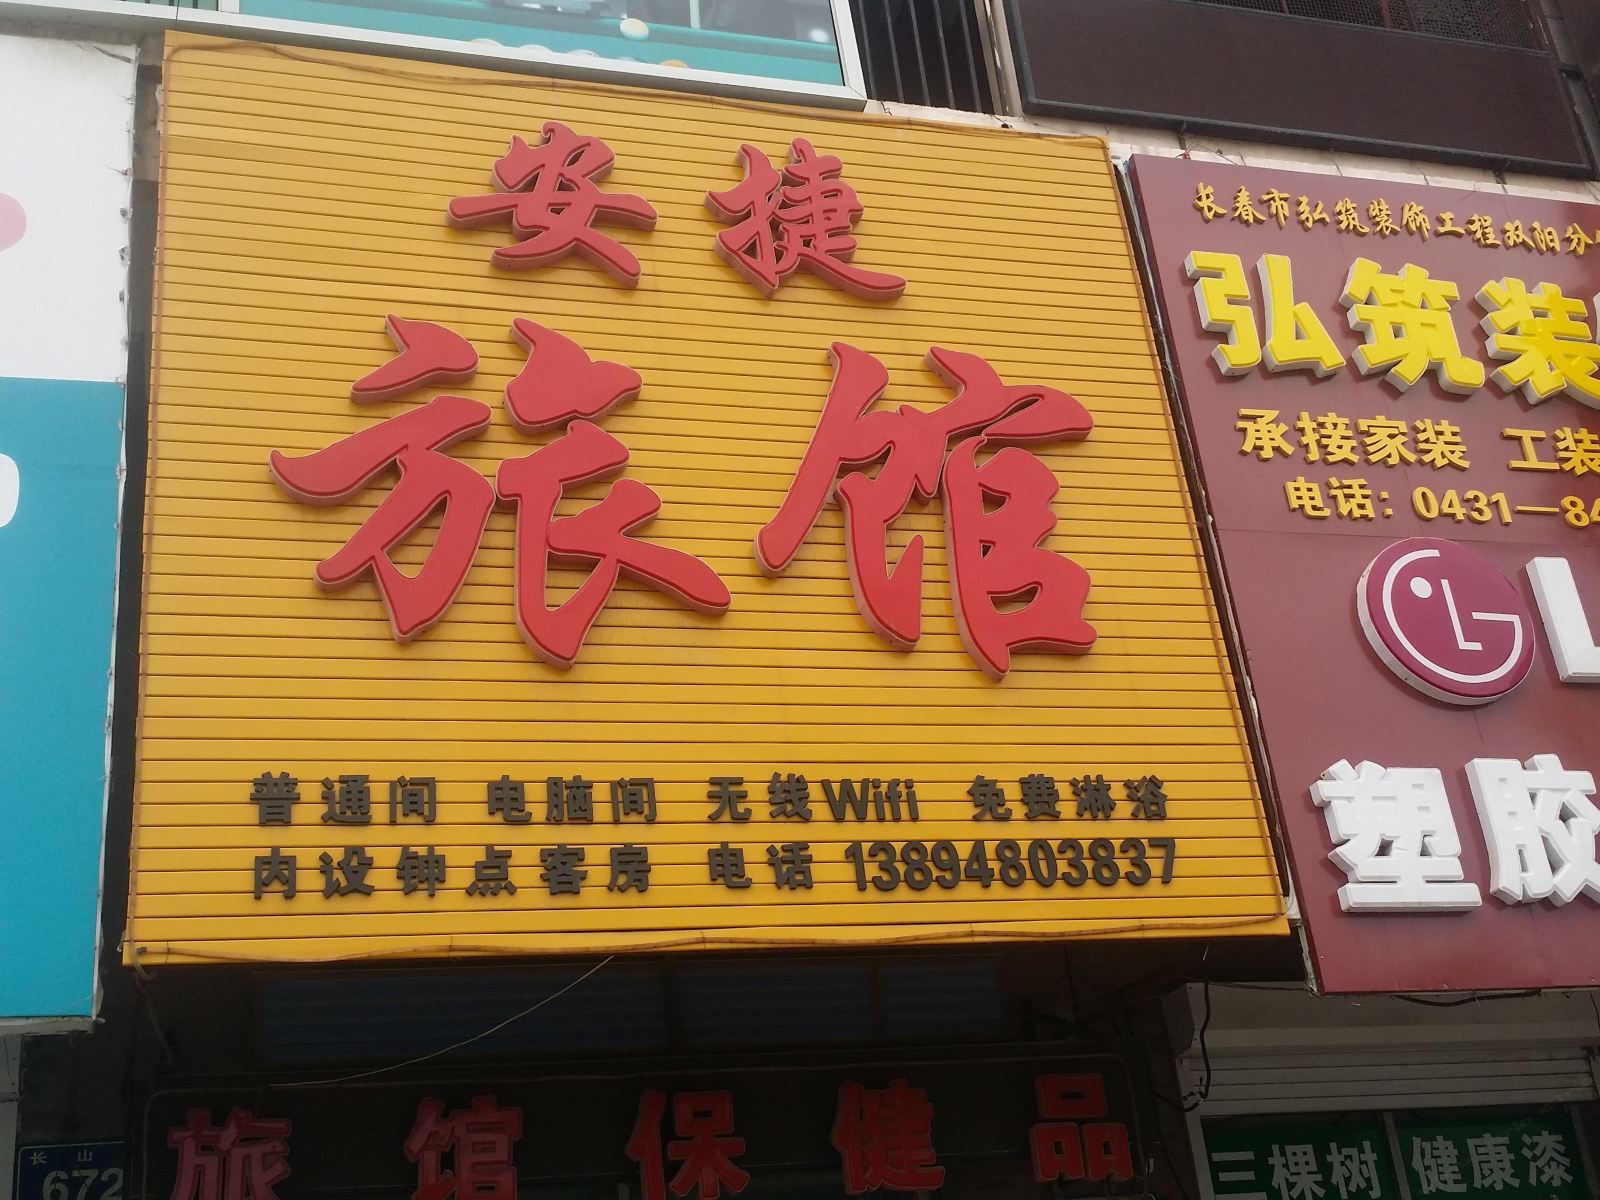 安捷
旅馆
普通间 电脑间 无线Wifi 免费淋浴
内设钟点客房 电话 13894803837
旅馆保健品
长春市弘筑装饰工程双阳分
弘筑装
承接家装 工装
电话：0431—84
LG L
塑胶
三棵树 健康漆
长山
672